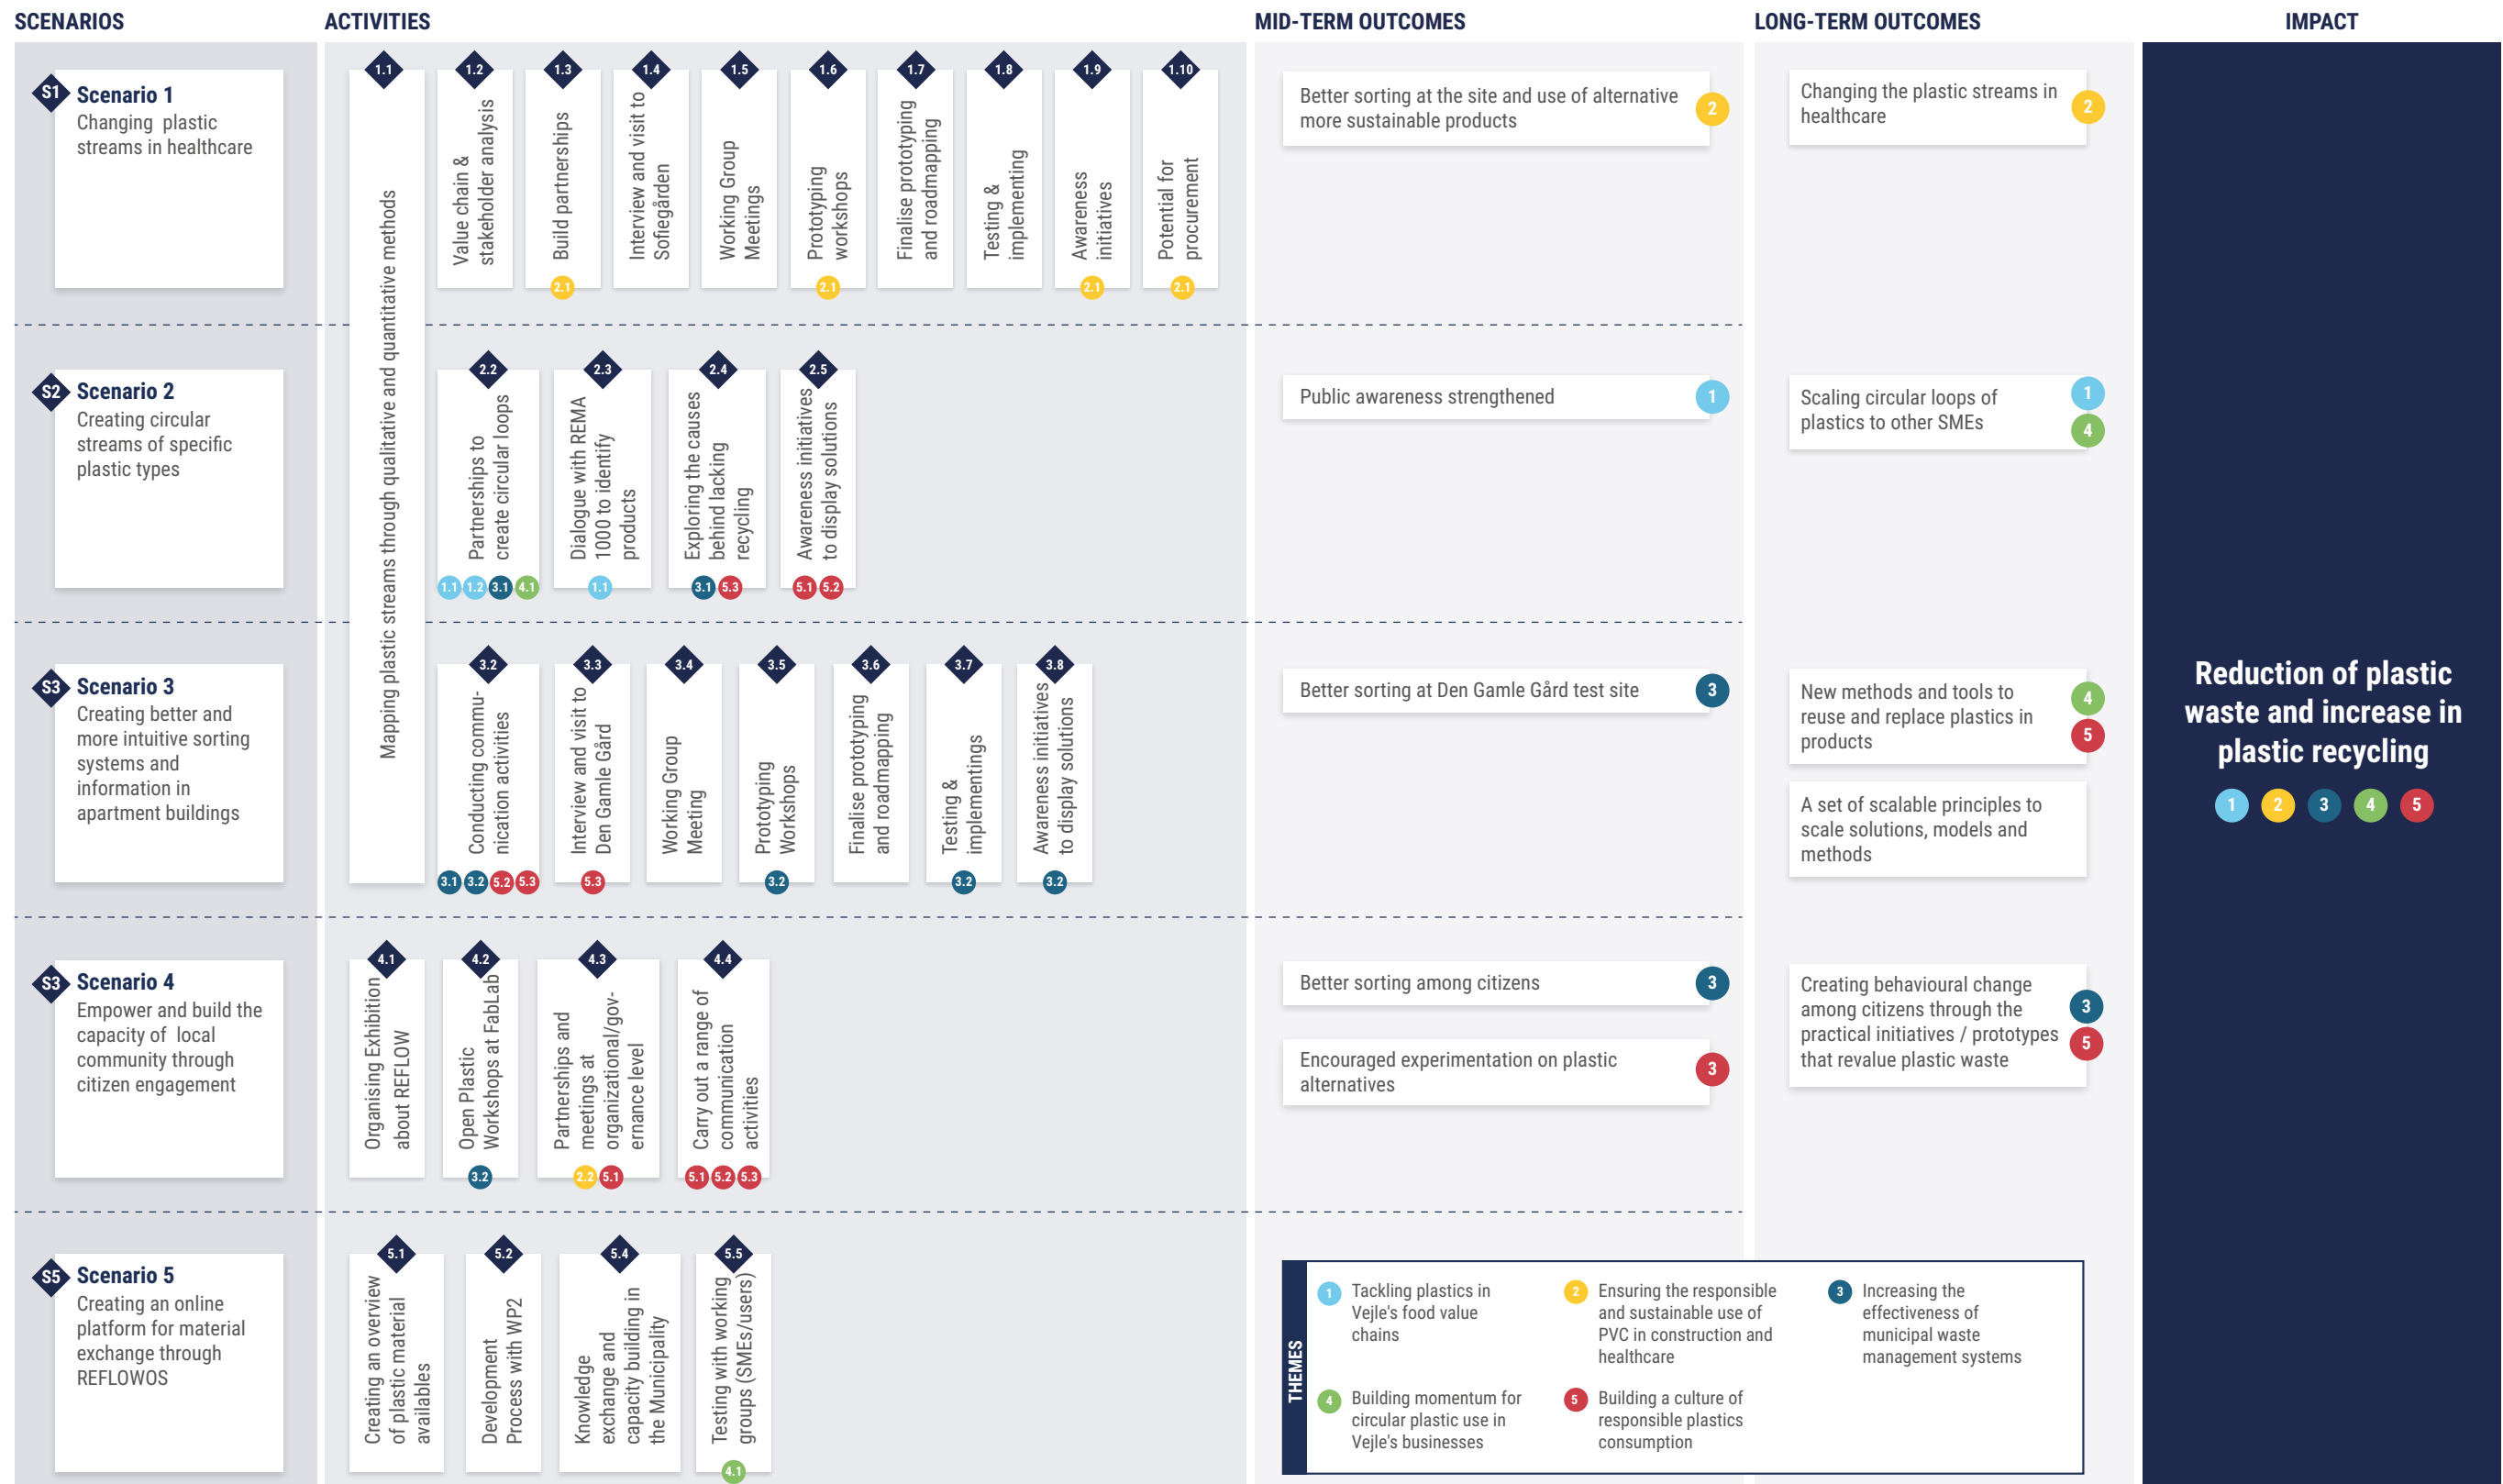 SCENARIOS
ACTIVITIES
MID-TERM OUTCOMES
LONG-TERM OUTCOMES
IMPACT
S1
Scenario 1
Changing plastic
streams in healthcare
1.1
Mapping plastic streams through qualitative and quantitative methods
1.2
Value chain &
stakeholder analysis
1.3
Build partnerships
2.1
1.4
Interview and visit to
Sofiegården
1.5
Working Group
Meetings
1.6
Prototyping
workshops
2.1
1.7
Finalise prototyping
and roadmapping
1.8
Testing &
implementing
1.9
Awareness
initiatives
2.1
1.10
Potential for
procurement
2.1
Better sorting at the site and use of alternative
more sustainable products
2
Changing the plastic streams in
healthcare
2
S2
Scenario 2
Creating circular
streams of specific
plastic types
2.2
Partnerships to
create circular loops
1.1 1.2 3.1 4.1
2.3
Dialogue with REMA
1000 to identify
products
1.1
2.4
Exploring the causes
behind lacking
recycling
3.1 5.3
2.5
Awareness initiatives
to display solutions
5.1 5.2
Public awareness strengthened
1
Scaling circular loops of
plastics to other SMEs
1
4
S3
Scenario 3
Creating better and
more intuitive sorting
systems and
information in
apartment buildings
3.2
Conducting commu-
nication activities
3.1 3.2 5.2 5.3
3.3
Interview and visit to
Den Gamle Gård
5.3
3.4
Working Group
Meeting
3.5
Prototyping
Workshops
3.2
3.6
Finalise prototyping
and roadmapping
3.7
Testing &
implementings
3.2
3.8
Awareness initiatives
to display solutions
3.2
Better sorting at Den Gamle Gård test site
3
New methods and tools to
reuse and replace plastics in
products
4
5
A set of scalable principles to
scale solutions, models and
methods
Reduction of plastic
waste and increase in
plastic recycling
1 2 3 4 5
S3
Scenario 4
Empower and build the
capacity of local
community through
citizen engagement
4.1
Organising Exhibition
about REFLOW
4.2
Open Plastic
Workshops at FabLab
3.2
4.3
Partnerships and
meetings at
organizational/gov-
ernance level
2.2 5.1
4.4
Carry out a range of
communication
activities
5.1 5.2 5.3
Better sorting among citizens
3
Encouraged experimentation on plastic
alternatives
3
Creating behavioural change
among citizens through the
practical initiatives / prototypes
that revalue plastic waste
3
5
S5
Scenario 5
Creating an online
platform for material
exchange through
REFLOWOS
5.1
Creating an overview
of plastic material
availables
5.2
Development
Process with WP2
5.4
Knowledge
exchange and
capacity building in
the Municipality
5.5
Testing with working
groups (SMEs/users)
4.1
THEMES
1
Tackling plastics in
Vejle's food value
chains
2
Ensuring the responsible
and sustainable use of
PVC in construction and
healthcare
3
Increasing the
effectiveness of
municipal waste
management systems
4
Building momentum for
circular plastic use in
Vejle's businesses
5
Building a culture of
responsible plastics
consumption